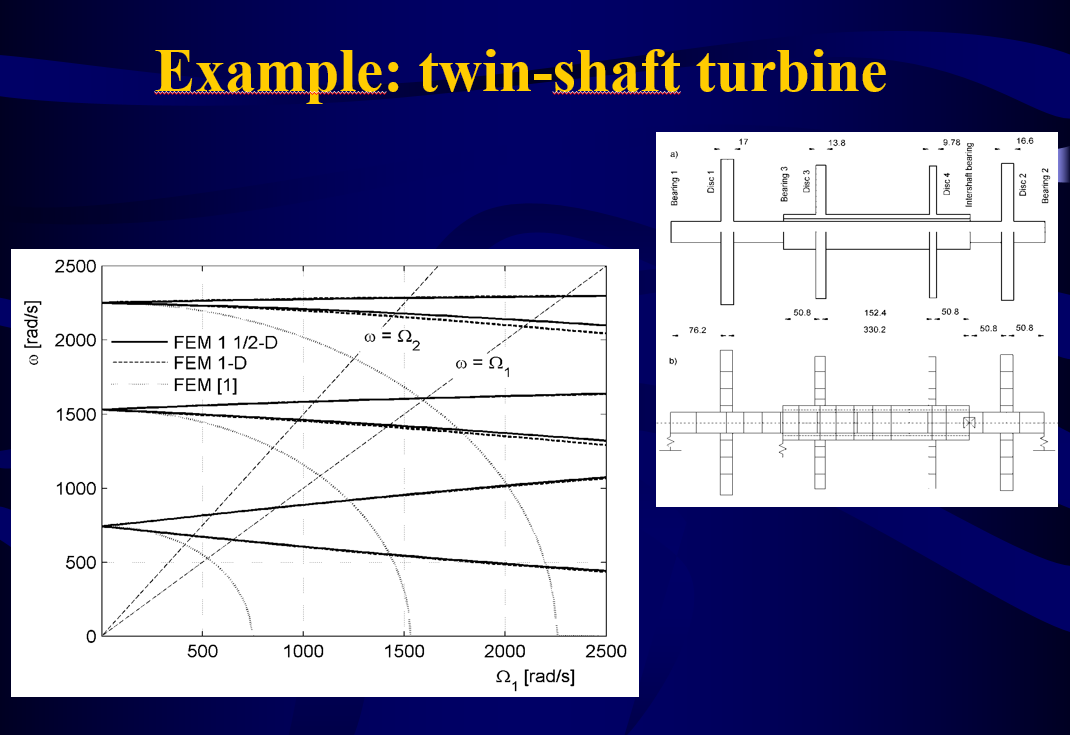 Example: twin-shaft turbine
a)
17
13.8
9.78
16.6
Bearing 1
Disc 1
Bearing 3
Disc 3
Disc 4
Intershaft bearing
Disc 2
Bearing 2
50.8
152.4
50.8
76.2
330.2
50.8
50.8
b)
ω [rad/s]
2500
2000
1500
1000
500
0
FEM 1 1/2-D
FEM 1-D
FEM [1]
ω = Ω₂
ω = Ω₁
500
1000
1500
2000
2500
Ω₁ [rad/s]